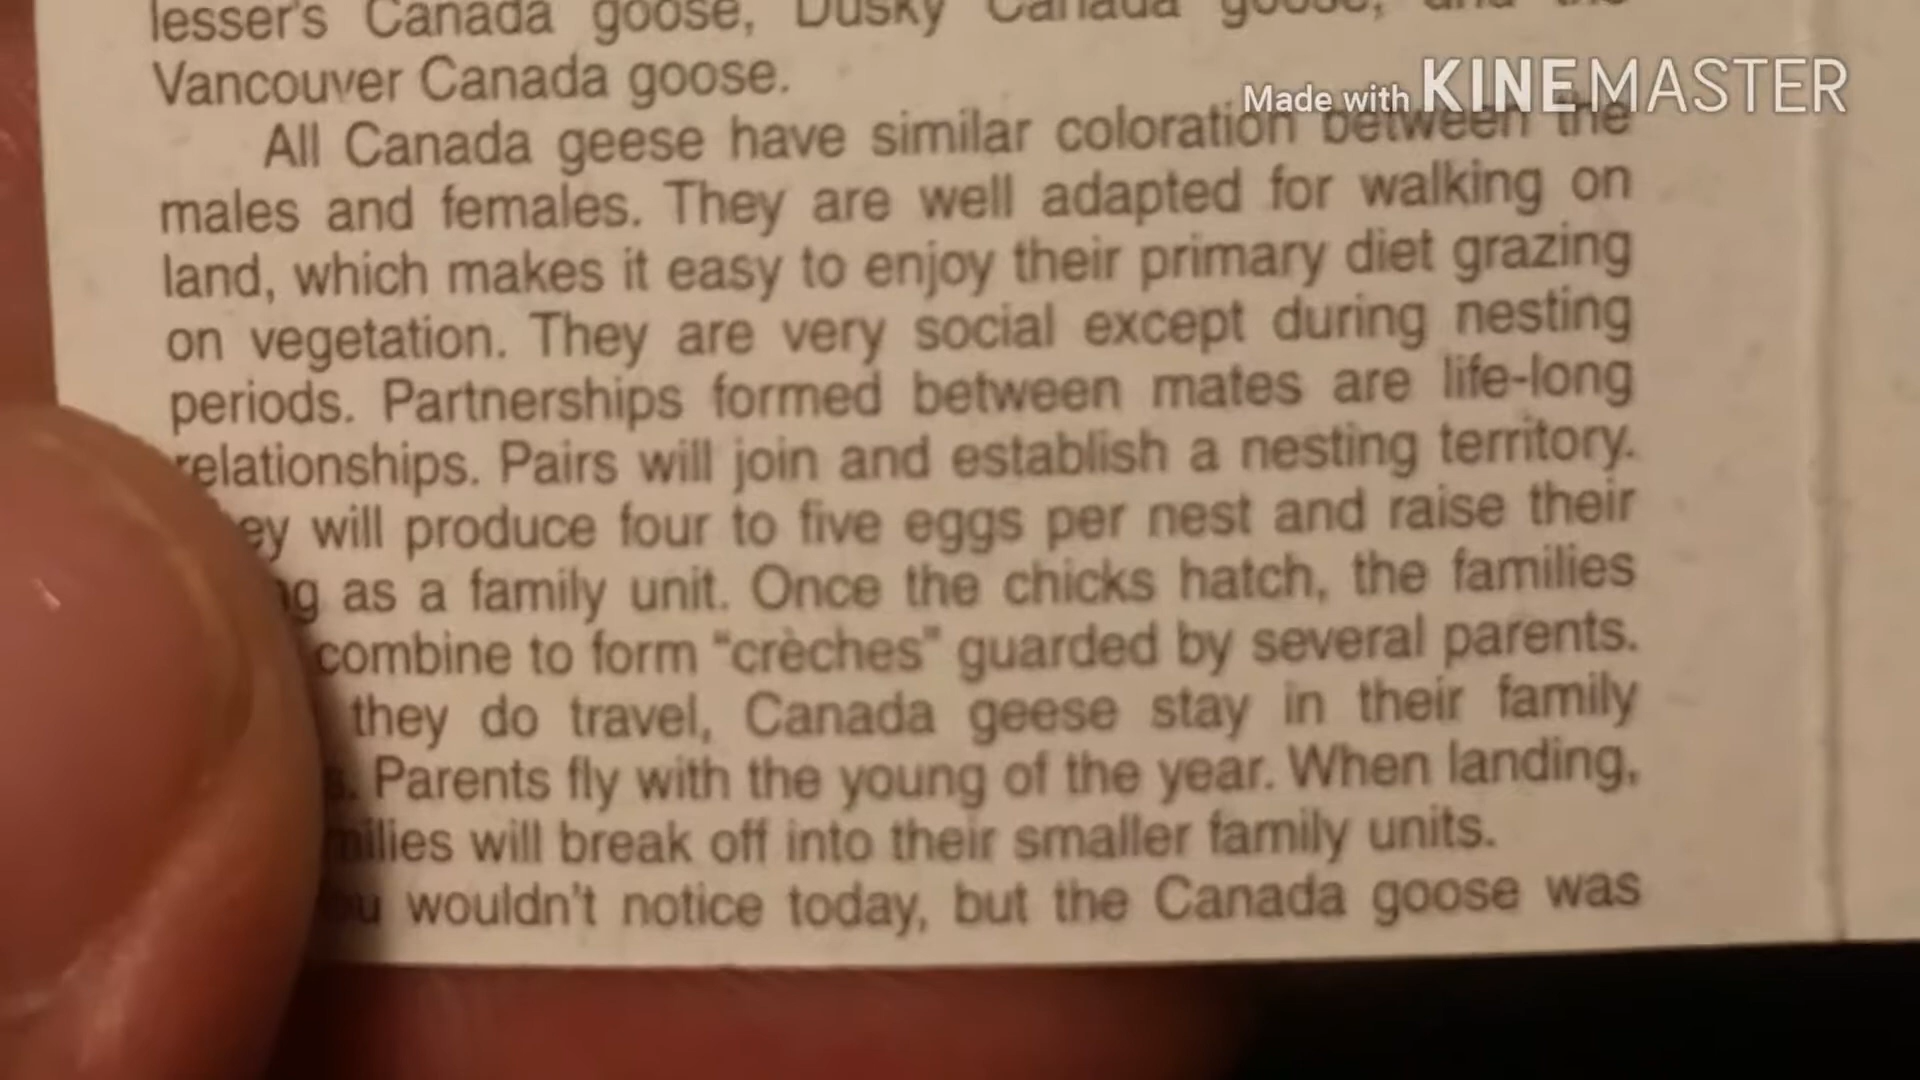 lesser's Canada goose, Dusky Canada goose, and the
Vancouver Canada goose.
Made with KINEMASTER
All Canada geese have similar coloration between the
males and females. They are well adapted for walking on
land, which makes it easy to enjoy their primary diet grazing
on vegetation. They are very social except during nesting
periods. Partnerships formed between mates are life-long
relationships. Pairs will join and establish a nesting territory.
will produce four to five eggs per nest and raise their
as a family unit. Once the chicks hatch, the families
combine to form “crèches” guarded by several parents.
they do travel, Canada geese stay in their family
Parents fly with the young of the year. When landing,
will break off into their smaller family units.
wouldn't notice today, but the Canada goose was